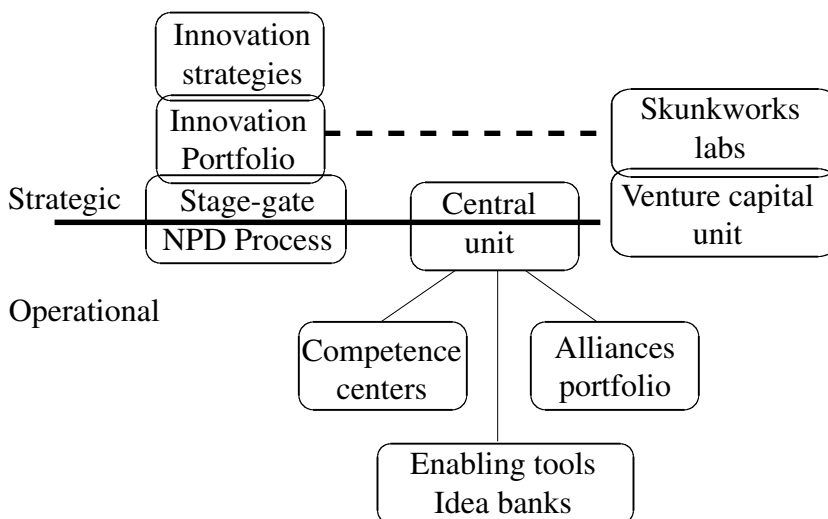 Innovation
strategies
Innovation
Portfolio
Skunkworks
labs
Strategic
Stage-gate
NPD Process
Central
unit
Venture capital
unit
Operational
Competence
centers
Alliances
portfolio
Enabling tools
Idea banks